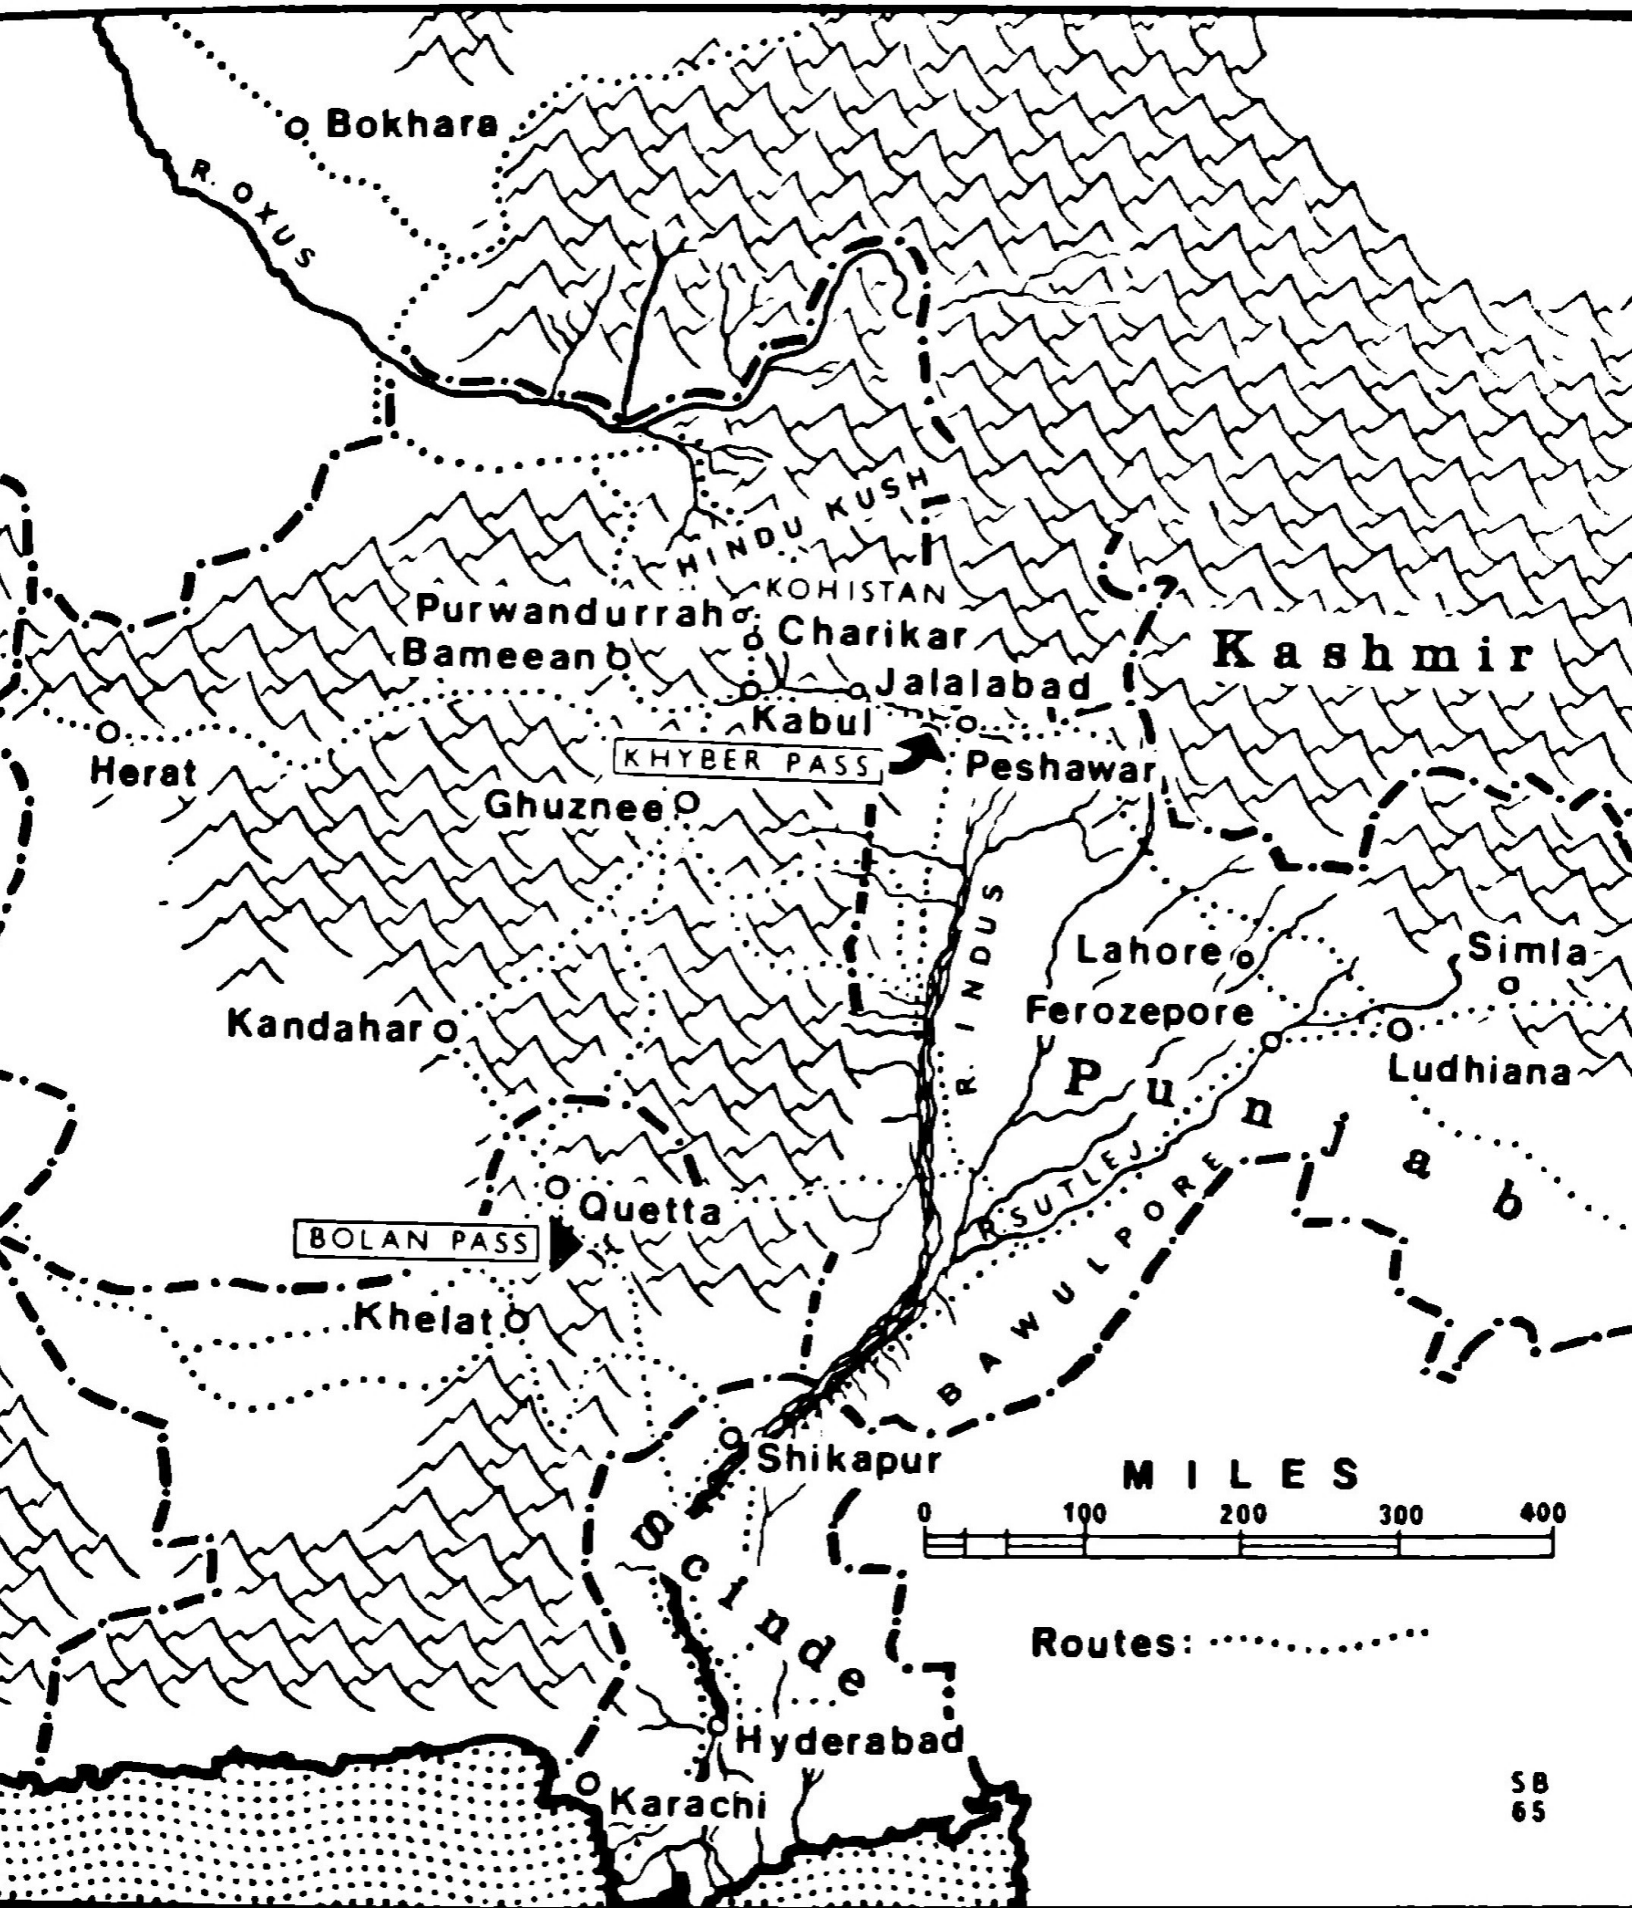 Bokhara
R. OXUS
HINDU KUSH
KOHISTAN
Purwandurrah
Charikar
Bameean
Kashmir
Jalalabad
Kabul
Herat
KHYBER PASS
Peshawar
Ghuznee
R. INDUS
Lahore
Simla
Ferozepore
Kandahar
Ludhiana
Punjab
R. SUTLEJ
Quetta
BOLAN PASS
BAWULPORE
Khelat
Shikapur
MILES
0 100 200 300 400
Scinde
Routes:
Hyderabad
Karachi
SB
65